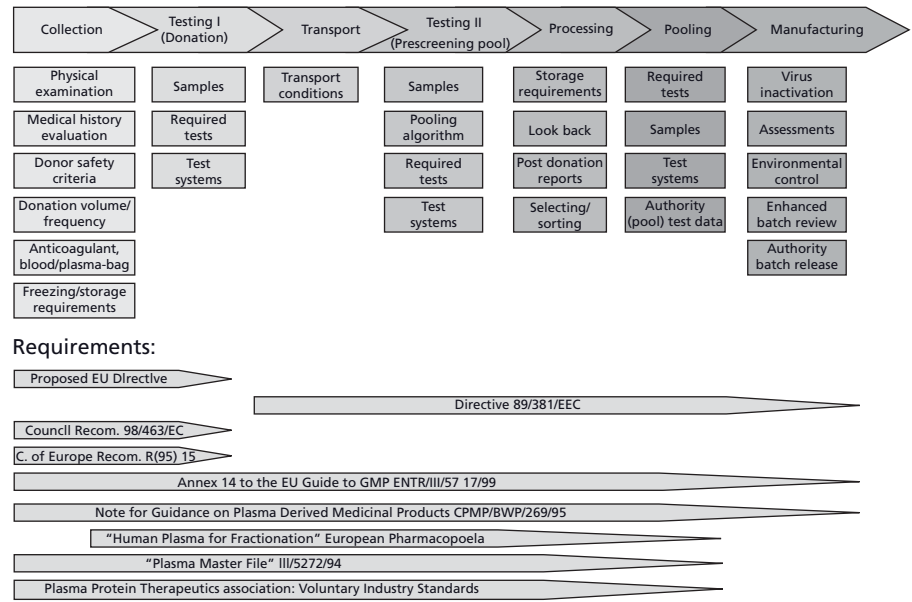 Collection
Testing I
(Donation)
Transport
Testing II
(Prescreening pool)
Processing
Pooling
Manufacturing
Physical
examination
Medical history
evaluation
Donor safety
criteria
Donation volume/
frequency
Anticoagulant,
blood/plasma-bag
Freezing/storage
requirements
Samples
Required
tests
Test
systems
Transport
conditions
Samples
Pooling
algorithm
Required
tests
Test
systems
Storage
requirements
Look back
Post donation
reports
Selecting/
sorting
Required
tests
Samples
Test
systems
Authority
(pool) test data
Virus
inactivation
Assessments
Environmental
control
Enhanced
batch review
Authority
batch release
Requirements:
Proposed EU DIrectIve
Directive 89/381/EEC
CouncIl Recom. 98/463/EC
C. of Europe Recom. R(95) 15
Annex 14 to the EU Guide to GMP ENTR/III/57 17/99
Note for Guidance on Plasma Derived Medicinal Products CPMP/BWP/269/95
“Human Plasma for Fractionation” European Pharmacopoela
“Plasma Master File” lll/5272/94
Plasma Protein Therapeutics association: Voluntary Industry Standards